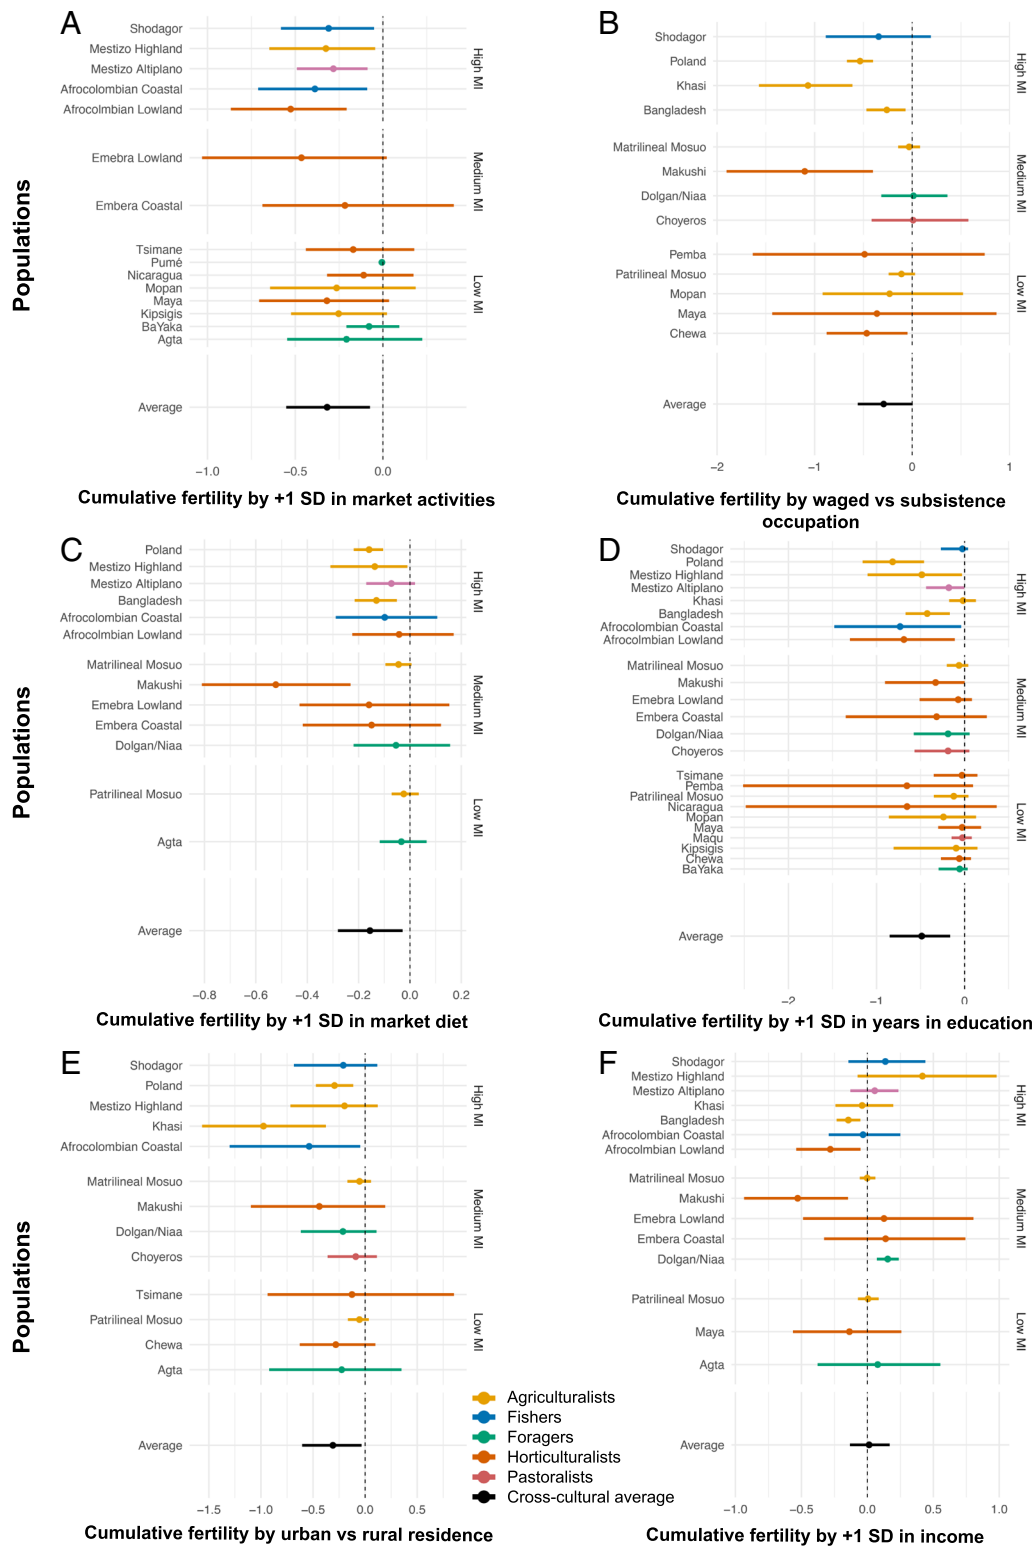 A
Populations
Shodagor
Mestizo Highland
Mestizo Altiplano
Afrocolombian Coastal
Afrocolmbian Lowland
High MI
Emebra Lowland
Embera Coastal
Medium MI
Tsimane
Pumé
Nicaragua
Mopan
Maya
Kipsigis
BaYaka
Agta
Low MI
Average
−1.0 −0.5 0.0
Cumulative fertility by +1 SD in market activities
B
Shodagor
Poland
Khasi
Bangladesh
High MI
Matrilineal Mosuo
Makushi
Dolgan/Niaa
Choyeros
Medium MI
Pemba
Patrilineal Mosuo
Mopan
Maya
Chewa
Low MI
Average
−2 −1 0 1
Cumulative fertility by waged vs subsistence
occupation
C
Populations
Poland
Mestizo Highland
Mestizo Altiplano
Bangladesh
Afrocolombian Coastal
Afrocolmbian Lowland
High MI
Matrilineal Mosuo
Makushi
Emebra Lowland
Embera Coastal
Dolgan/Niaa
Medium MI
Patrilineal Mosuo
Agta
Low MI
Average
−0.8 −0.6 −0.4 −0.2 0.0 0.2
Cumulative fertility by +1 SD in market diet
D
Shodagor
Poland
Mestizo Highland
Mestizo Altiplano
Khasi
Bangladesh
Afrocolombian Coastal
Afrocolmbian Lowland
High MI
Matrilineal Mosuo
Makushi
Emebra Lowland
Embera Coastal
Dolgan/Niaa
Choyeros
Medium MI
Tsimane
Pemba
Patrilineal Mosuo
Nicaragua
Mopan
Maya
Maqu
Kipsigis
Chewa
BaYaka
Low MI
Average
−2 −1 0
Cumulative fertility by +1 SD in years in education
E
Populations
Shodagor
Poland
Mestizo Highland
Khasi
Afrocolombian Coastal
High MI
Matrilineal Mosuo
Makushi
Dolgan/Niaa
Choyeros
Medium MI
Tsimane
Patrilineal Mosuo
Chewa
Agta
Low MI
Average
−1.5 −1.0 −0.5 0.0 0.5
Cumulative fertility by urban vs rural residence
Agriculturalists
Fishers
Foragers
Horticulturalists
Pastoralists
Cross-cultural average
F
Shodagor
Mestizo Highland
Mestizo Altiplano
Khasi
Bangladesh
Afrocolombian Coastal
Afrocolmbian Lowland
High MI
Matrilineal Mosuo
Makushi
Emebra Lowland
Embera Coastal
Dolgan/Niaa
Medium MI
Patrilineal Mosuo
Maya
Agta
Low MI
Average
−1.0 −0.5 0.0 0.5 1.0
Cumulative fertility by +1 SD in income